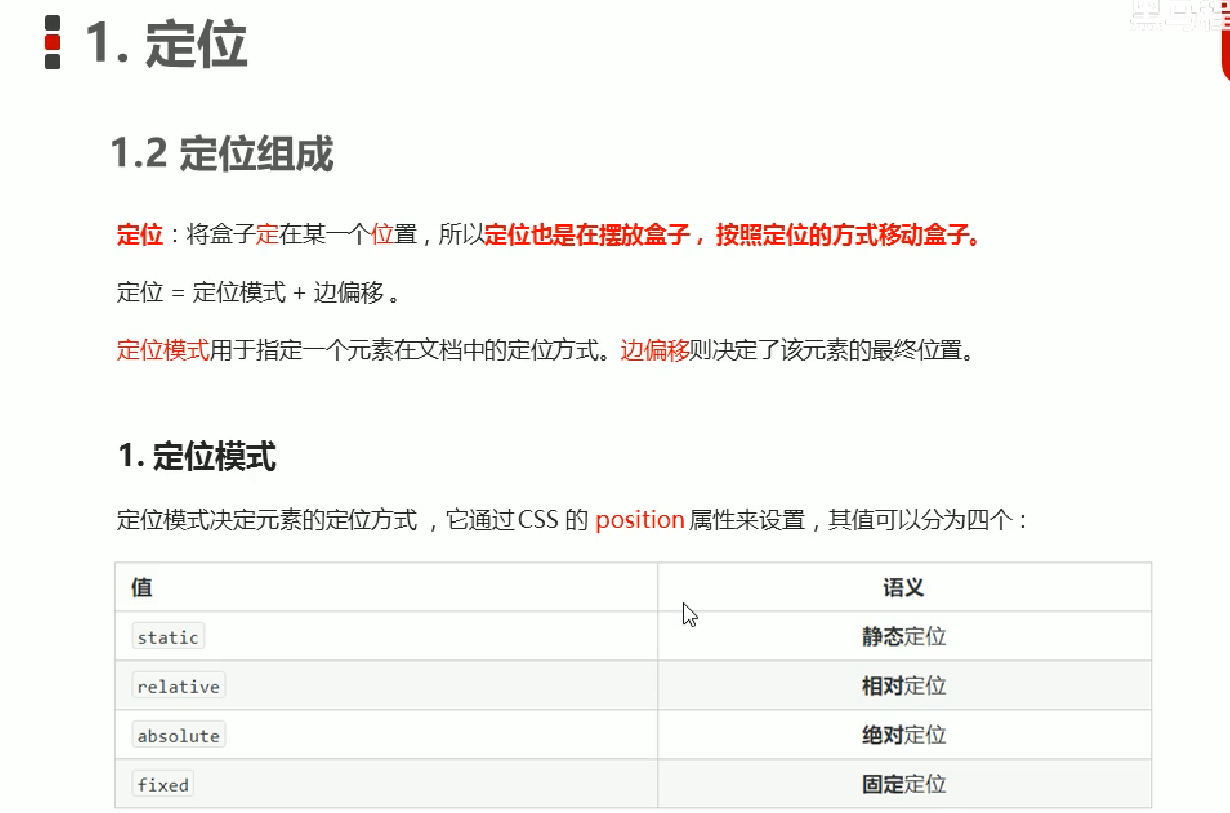 黑马程
1. 定位
1.2 定位组成
定位：将盒子定在某一个位置，所以定位也是在摆放盒子，按照定位的方式移动盒子。
定位 = 定位模式 + 边偏移 。
定位模式用于指定一个元素在文档中的定位方式。边偏移则决定了该元素的最终位置。
1. 定位模式
定位模式决定元素的定位方式 ，它通过CSS 的 position 属性来设置，其值可以分为四个：
值 语义
static 静态定位
relative 相对定位
absolute 绝对定位
fixed 固定定位